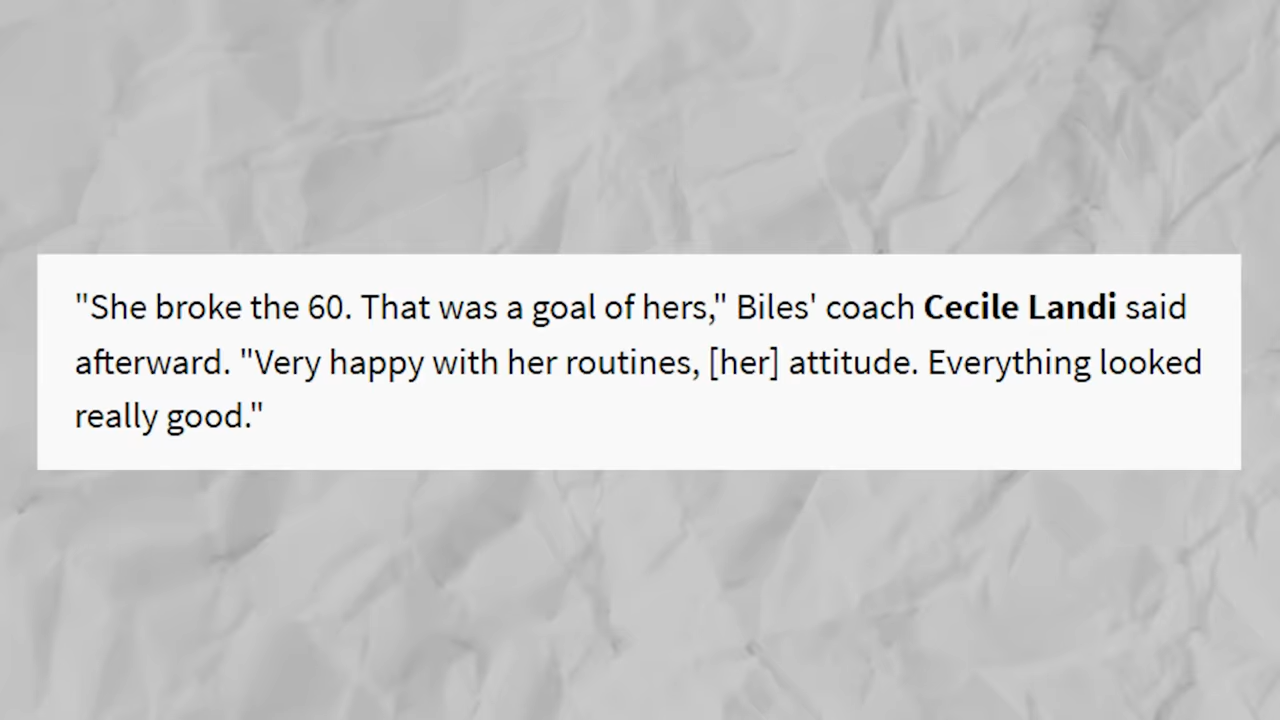 "She broke the 60. That was a goal of hers," Biles' coach Cecile Landi said
afterward. "Very happy with her routines, [her] attitude. Everything looked
really good."